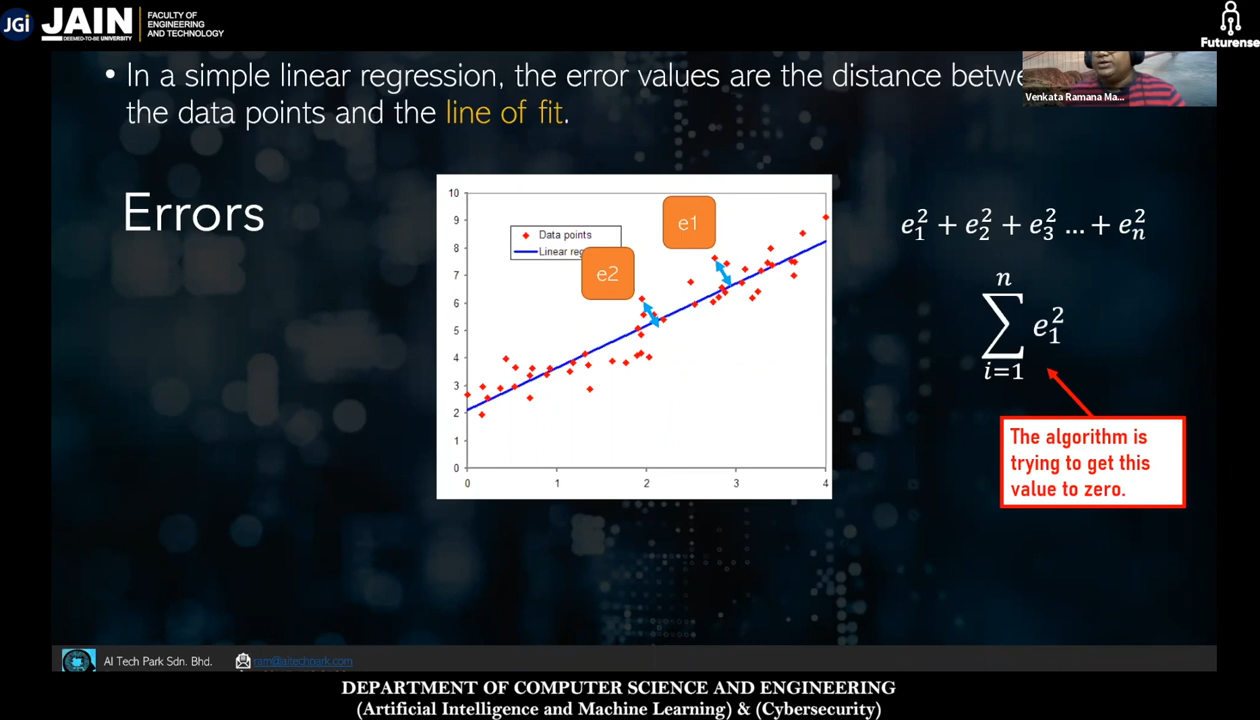 JGI JAIN DEEMED-TO-BE UNIVERSITY
FACULTY OF
ENGINEERING
AND TECHNOLOGY
Futurense
• In a simple linear regression, the error values are the distance betwe
the data points and the line of fit.
Venkata Ramana Ma...
Errors
10
9
8
7
6
5
4
3
2
1
0
0 1 2 3 4
Data points
Linear reg
e1
e2
e₁² + e₂² + e₃² ... + eₙ²
n
∑ e₁²
i=1
The algorithm is
trying to get this
value to zero.
AI Tech Park Sdn. Bhd. ram@aitechpark.com
DEPARTMENT OF COMPUTER SCIENCE AND ENGINEERING
(Artificial Intelligence and Machine Learning) & (Cybersecurity)